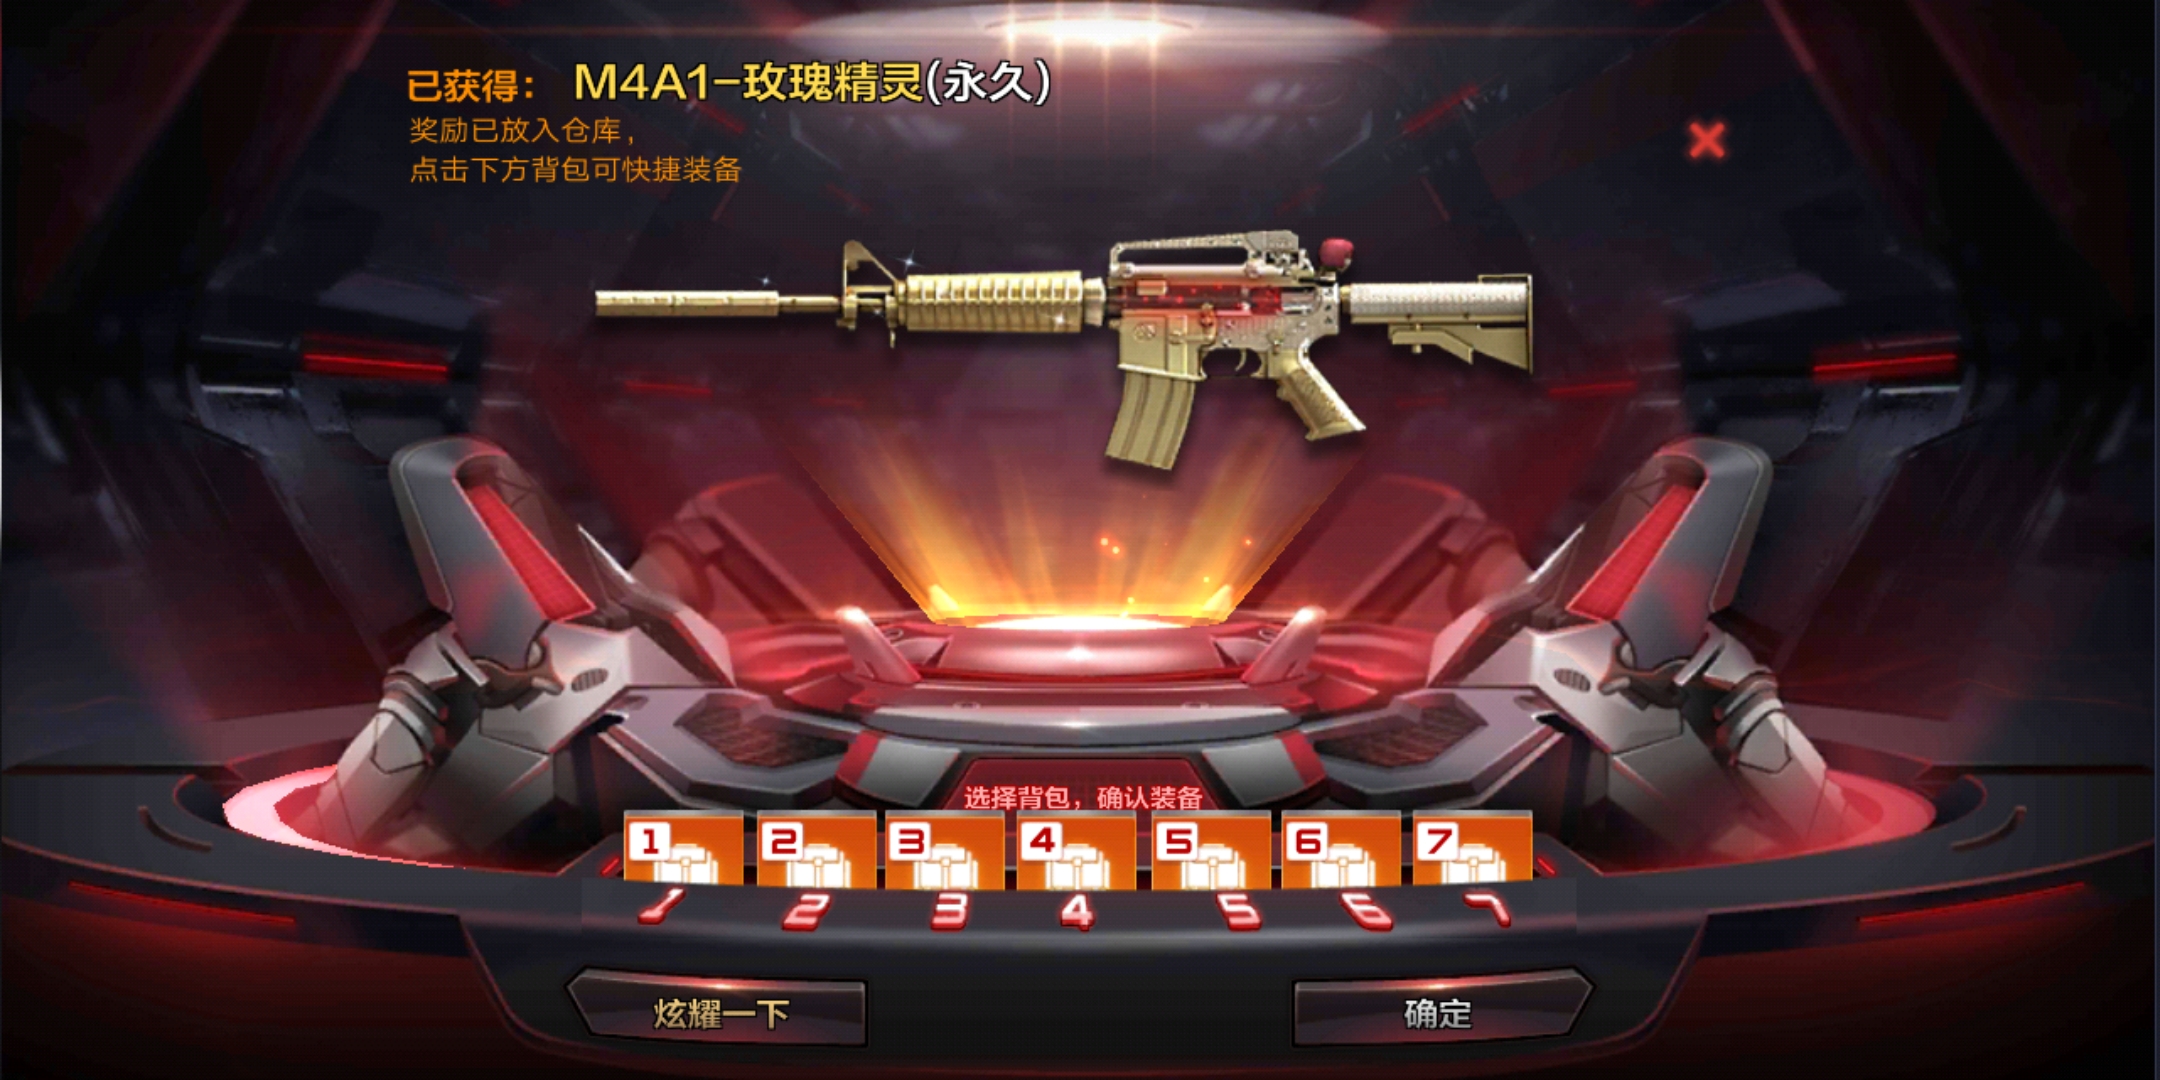 已获得： M4A1-玫瑰精灵(永久)
奖励已放入仓库，
点击下方背包可快捷装备
选择背包，确认装备
1 2 3 4 5 6 7
1 2 3 4 5 6 7
炫耀一下 确定